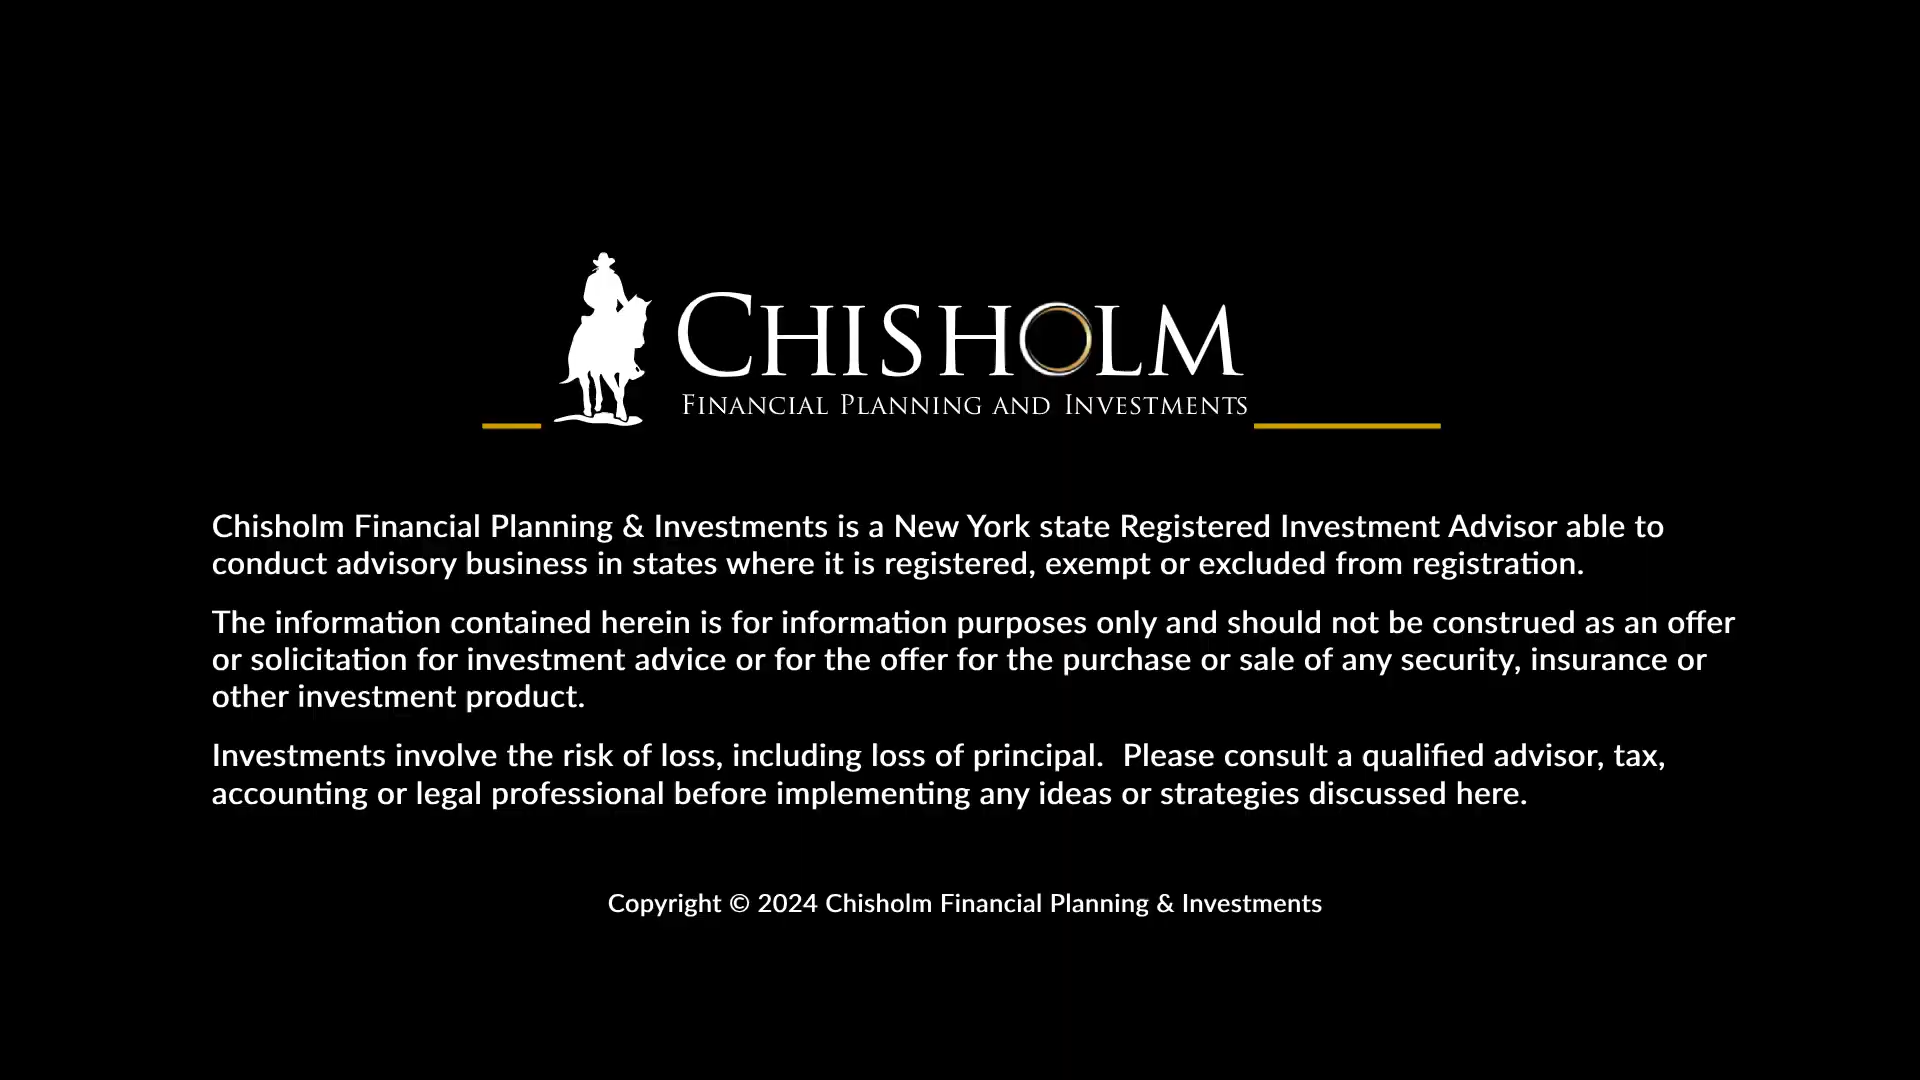 CHISHOLM
FINANCIAL PLANNING AND INVESTMENTS
Chisholm Financial Planning & Investments is a New York state Registered Investment Advisor able to
conduct advisory business in states where it is registered, exempt or excluded from registration.
The information contained herein is for information purposes only and should not be construed as an offer
or solicitation for investment advice or for the offer for the purchase or sale of any security, insurance or
other investment product.
Investments involve the risk of loss, including loss of principal.  Please consult a qualified advisor, tax,
accounting or legal professional before implementing any ideas or strategies discussed here.
Copyright © 2024 Chisholm Financial Planning & Investments